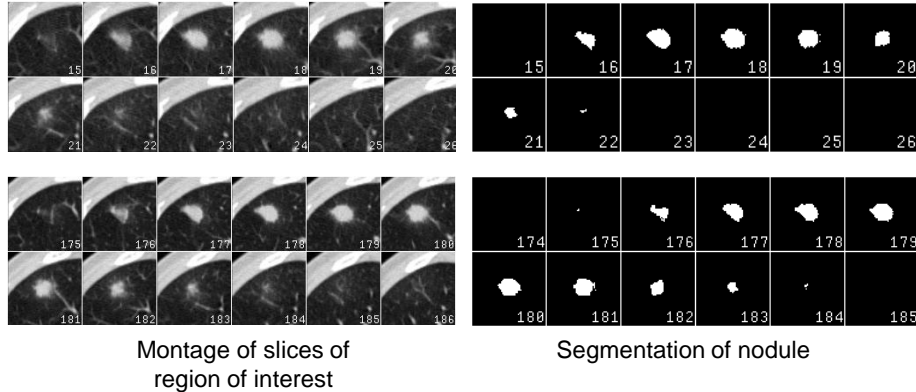 15 16 17 18 19 20
21 22 23 24 25 26
175 176 177 178 179 180
181 182 183 184 185 186
Montage of slices of
region of interest
15 16 17 18 19 20
21 22 23 24 25 26
174 175 176 177 178 179
180 181 182 183 184 185
Segmentation of nodule